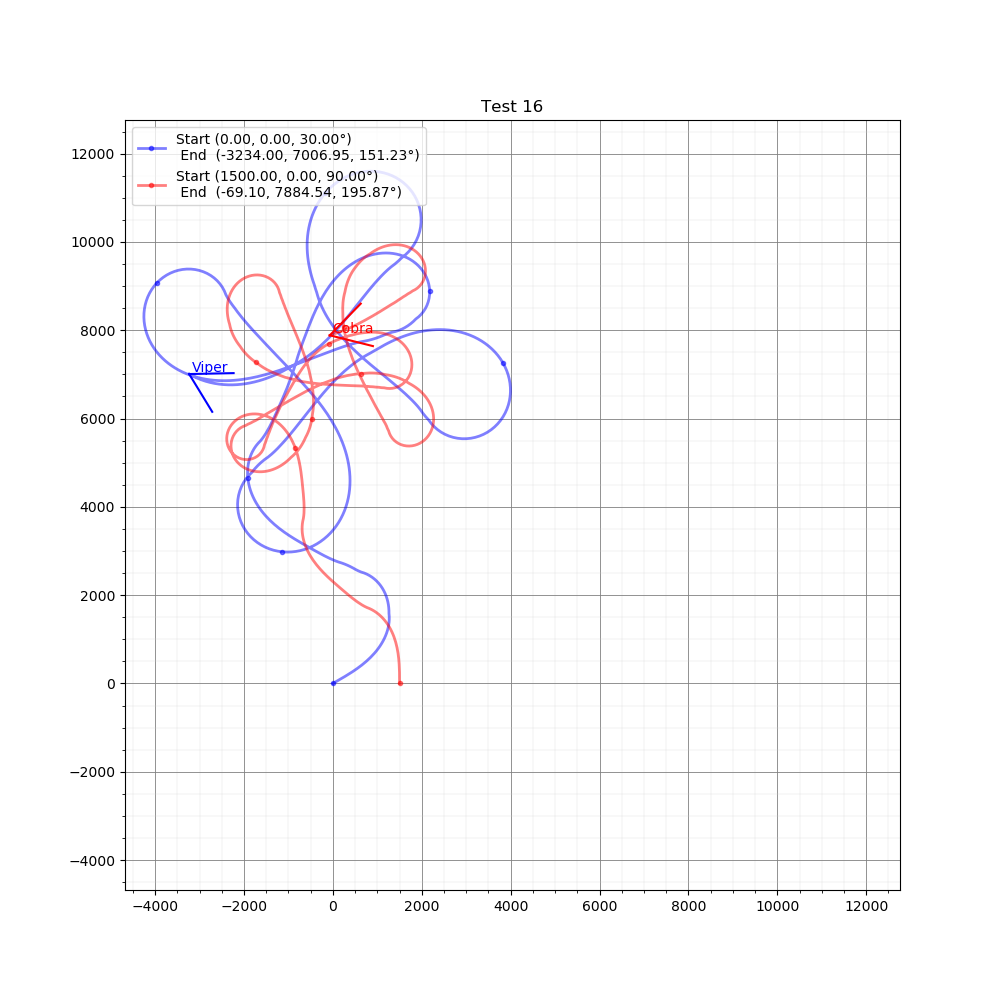 Test 16
Start (0.00, 0.00, 30.00°)
End (-3234.00, 7006.95, 151.23°)
Start (1500.00, 0.00, 90.00°)
End (-69.10, 7884.54, 195.87°)
12000
10000
8000
6000
4000
2000
0
−2000
−4000
Cobra
Viper
−4000 −2000 0 2000 4000 6000 8000 10000 12000